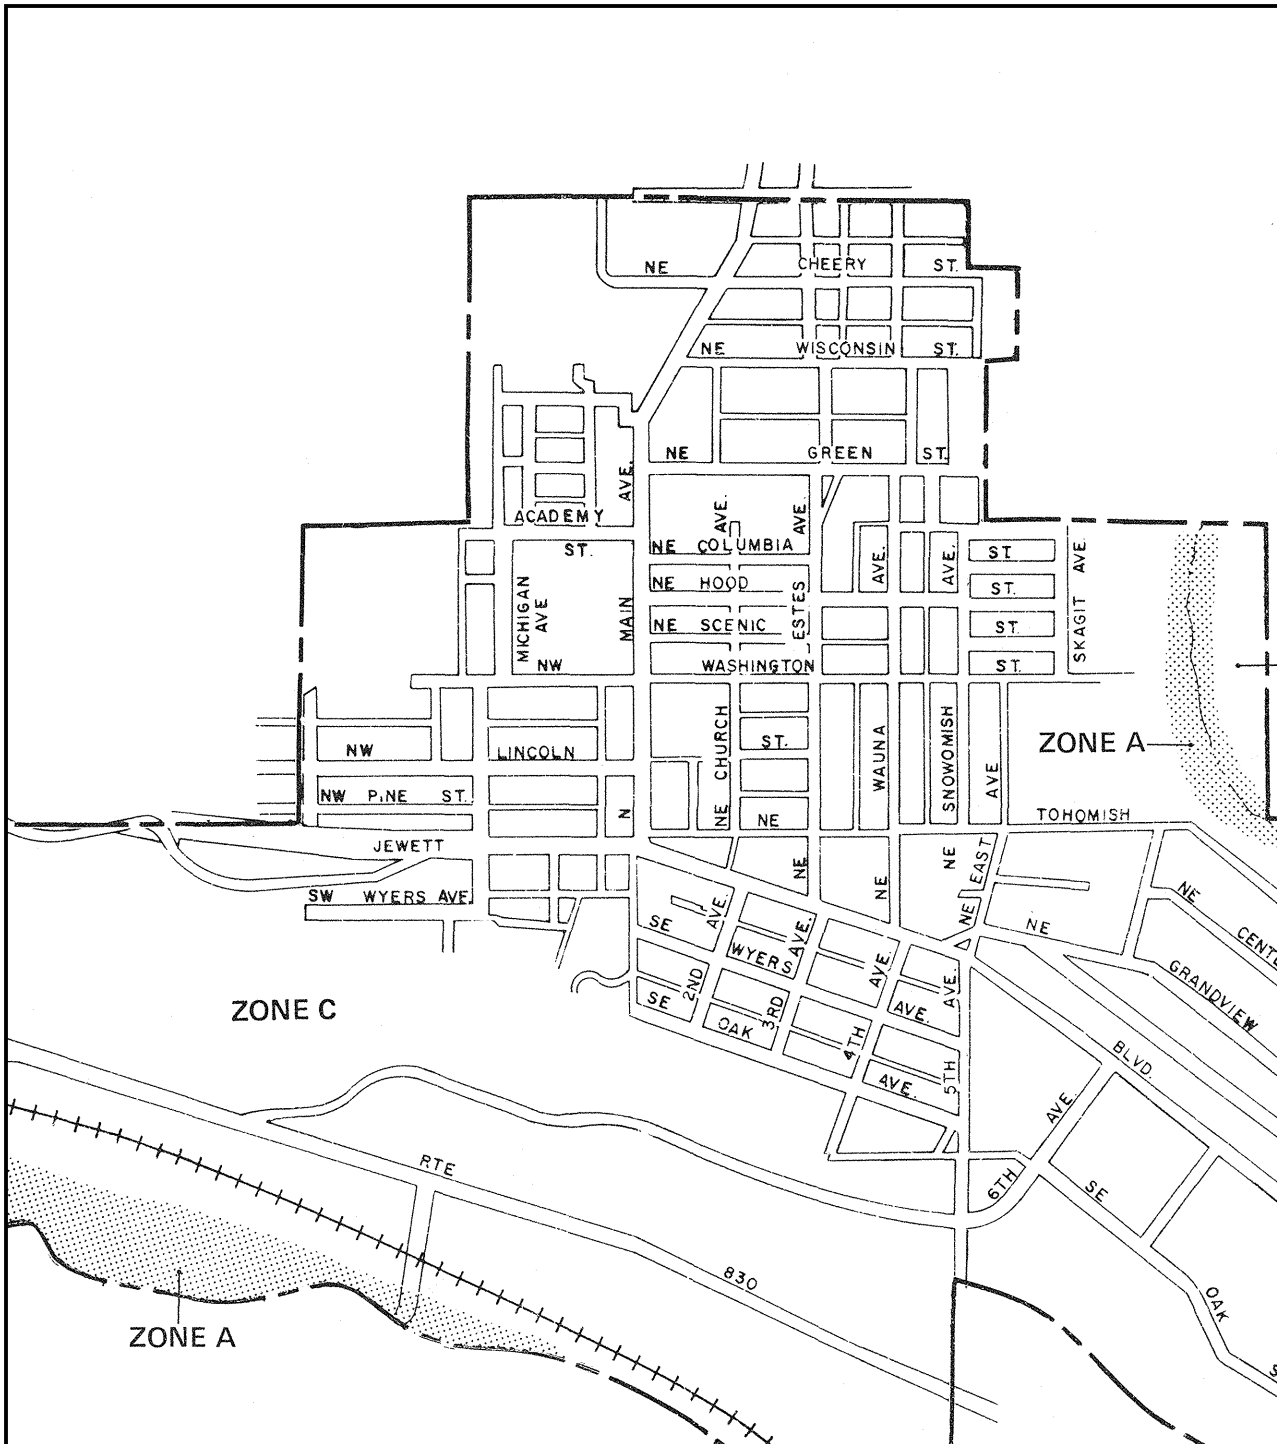 NE CHEERY ST.
NE WISCONSIN ST.
NE GREEN ST.
AVE.
ACADEMY
ST.
AVE.
AVE.
NE COLUMBIA
ST.
NE HOOD
ST.
NE SCENIC
ST.
WASHINGTON
ST.
NW
MICHIGAN
AVE
MAIN
ESTES
AVE.
AVE.
SKAGIT AVE.
NE CHURCH
ST.
WAUNA
SNOWOMISH
AVE
ZONE A
NW LINCOLN
NW PINE ST.
N
NE
TOHOMISH
JEWETT
NE
NE
NE
EAST
NE
SW WYERS AVE.
SE
AVE.
WYERS
AVE.
AVE.
AVE.
AVE.
NE
NE
GRANDVIEW
ZONE C
SE
2ND
OAK
3RD
4TH
5TH
AVE.
BLVD.
AVE.
6TH
SE
OAK
RTE
830
ZONE A